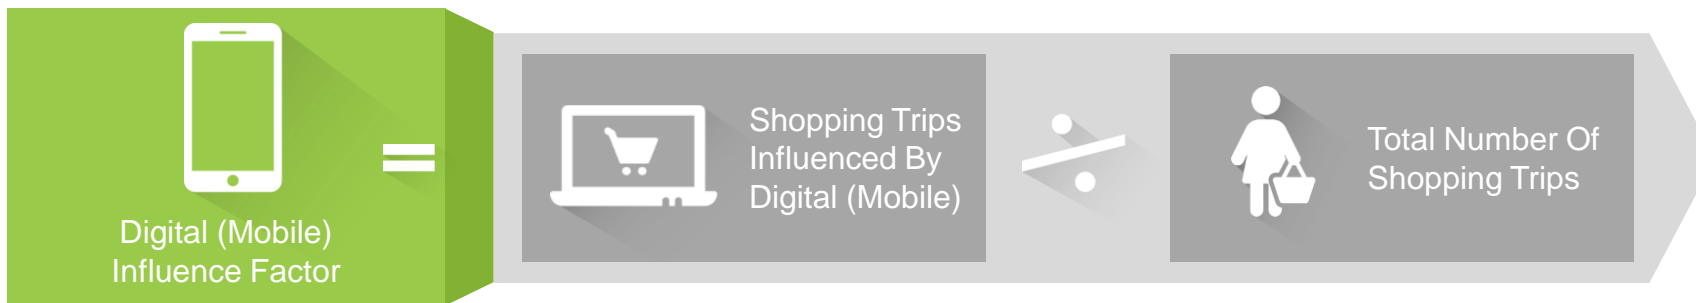 Digital (Mobile)
Influence Factor
=
Shopping Trips
Influenced By
Digital (Mobile)
÷
Total Number Of
Shopping Trips